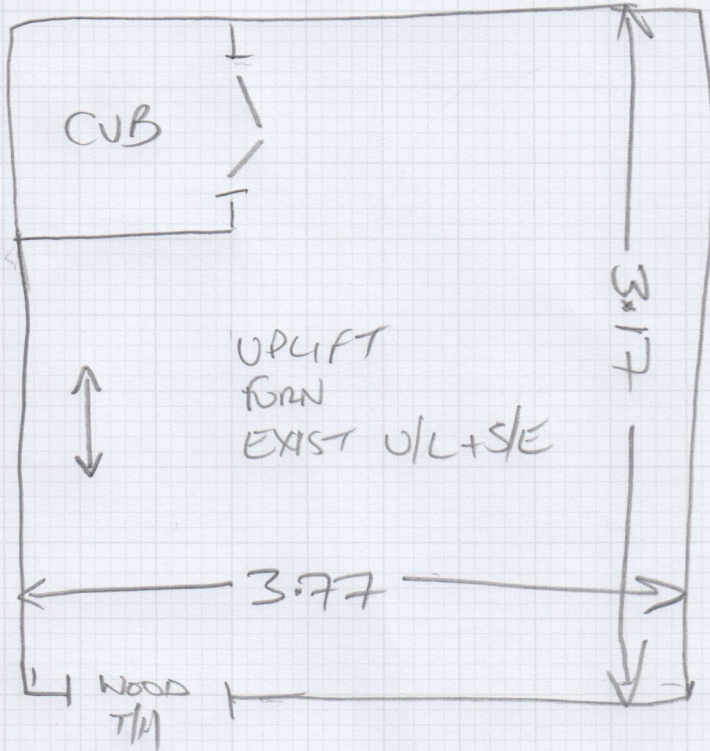 CUB
3.17
UPLIFT
FURN
EXIST U/L + S/E
3.77
WOOD
T/H